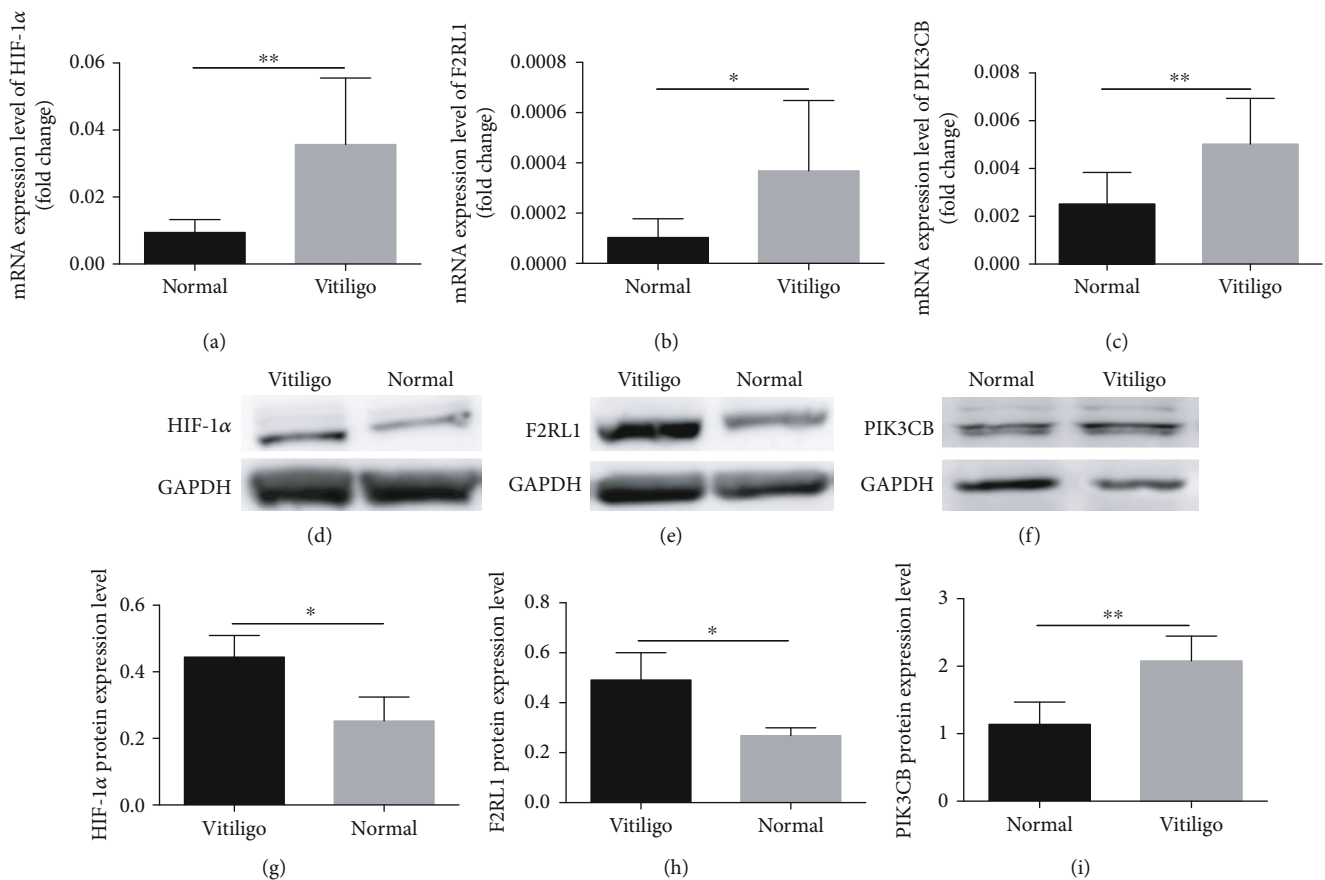 mRNA expression level of HIF-1α
(fold change)
0.06
0.04
0.02
0.00
**
Normal
Vitiligo
(a)
mRNA expression level of F2RL1
(fold change)
0.0008
0.0006
0.0004
0.0002
0.0000
*
Normal
Vitiligo
(b)
mRNA expression level of PIK3CB
(fold change)
0.008
0.006
0.004
0.002
0.000
**
Normal
Vitiligo
(c)
Vitiligo
Normal
HIF-1α
GAPDH
(d)
Vitiligo
Normal
F2RL1
GAPDH
(e)
Normal
Vitiligo
PIK3CB
GAPDH
(f)
HIF-1α protein expression level
0.6
0.4
0.2
0.0
*
Vitiligo
Normal
(g)
F2RL1 protein expression level
0.8
0.6
0.4
0.2
0.0
*
Vitiligo
Normal
(h)
PIK3CB protein expression level
3
2
1
0
**
Normal
Vitiligo
(i)